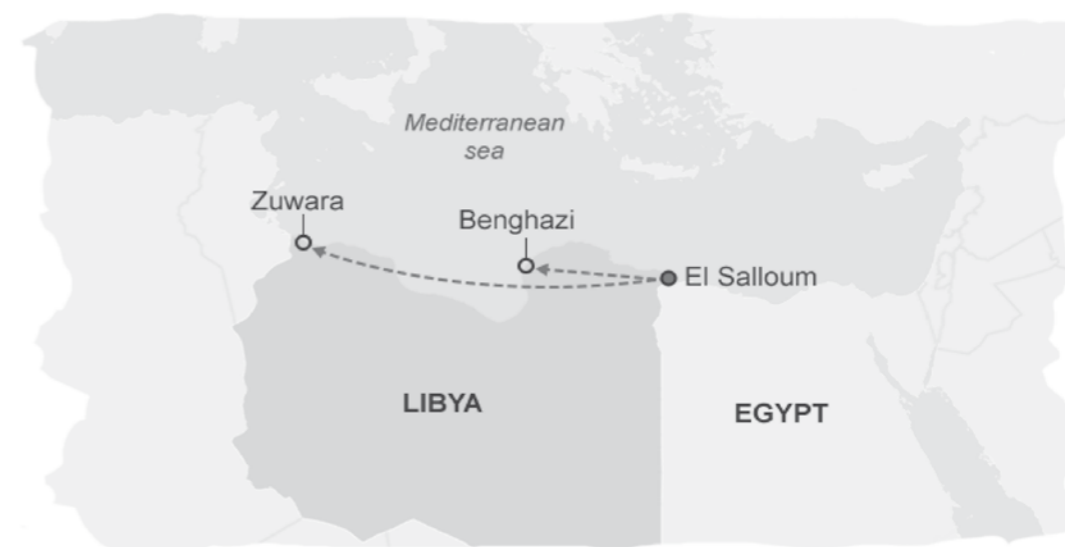 Mediterranean
sea
Zuwara
Benghazi
El Salloum
LIBYA
EGYPT